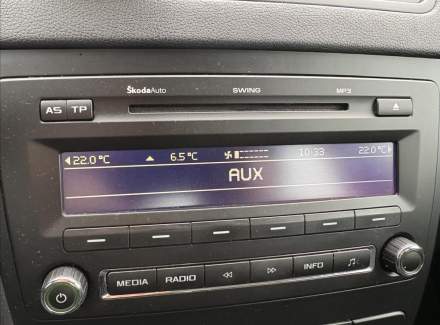 ŠkodaAuto SWING MP3
AS TP
22.0°C 6.5°C 10:33 22.0°C
AUX
MEDIA RADIO INFO